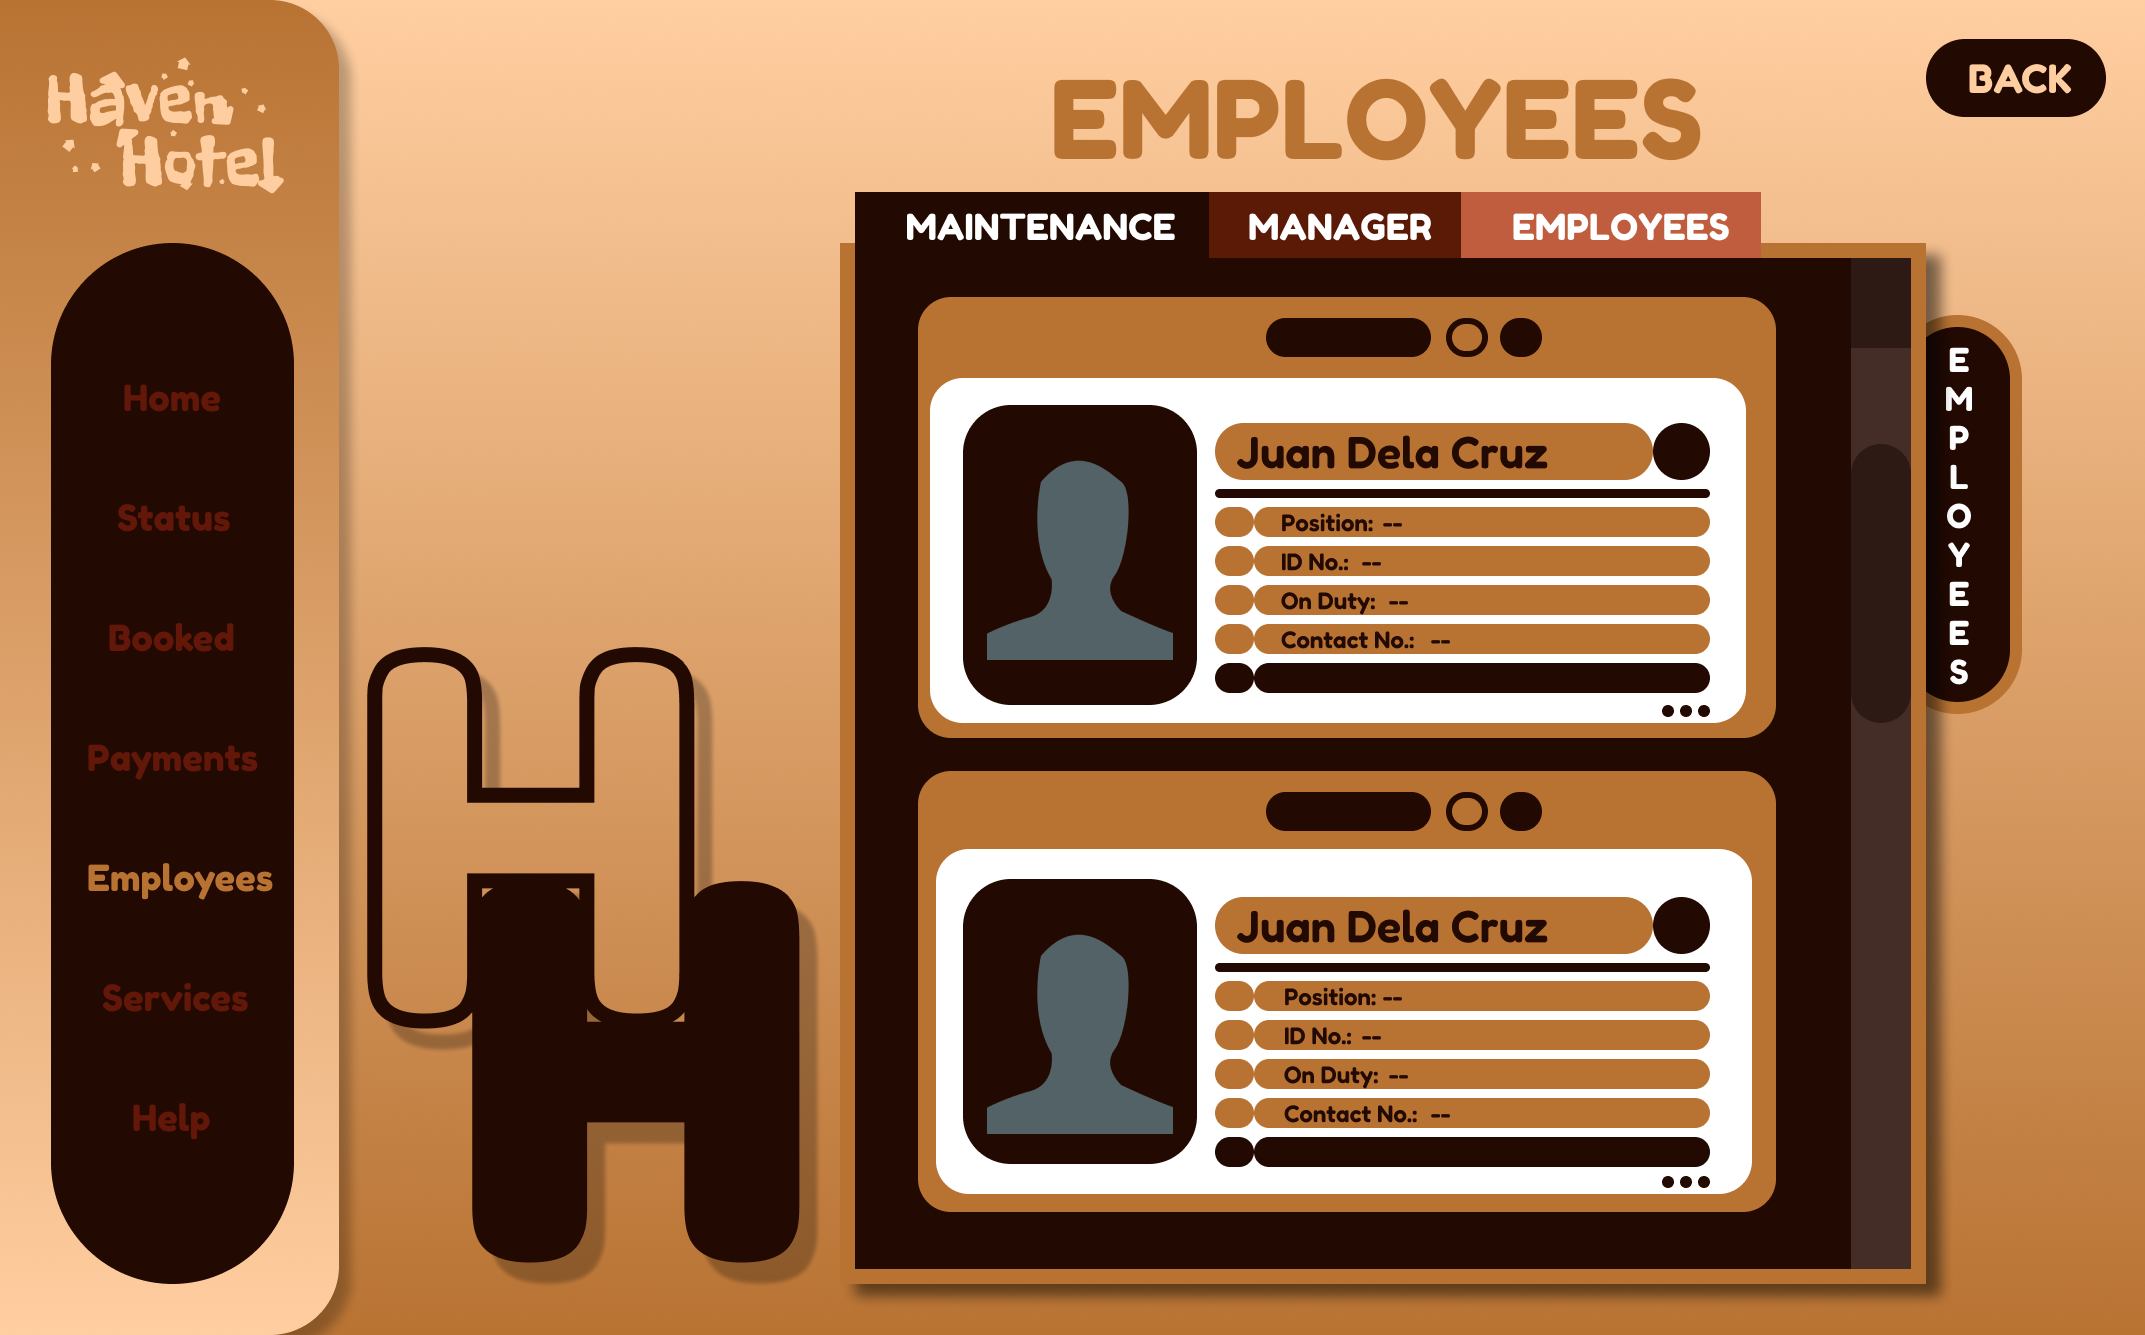 Haven
Hotel
Home
Status
Booked
Payments
Employees
Services
Help
EMPLOYEES
BACK
MAINTENANCE MANAGER EMPLOYEES
Juan Dela Cruz
Position: --
ID No.: --
On Duty: --
Contact No.: --
Juan Dela Cruz
Position: --
ID No.: --
On Duty: --
Contact No.: --
E
M
P
L
O
Y
E
E
S
HH